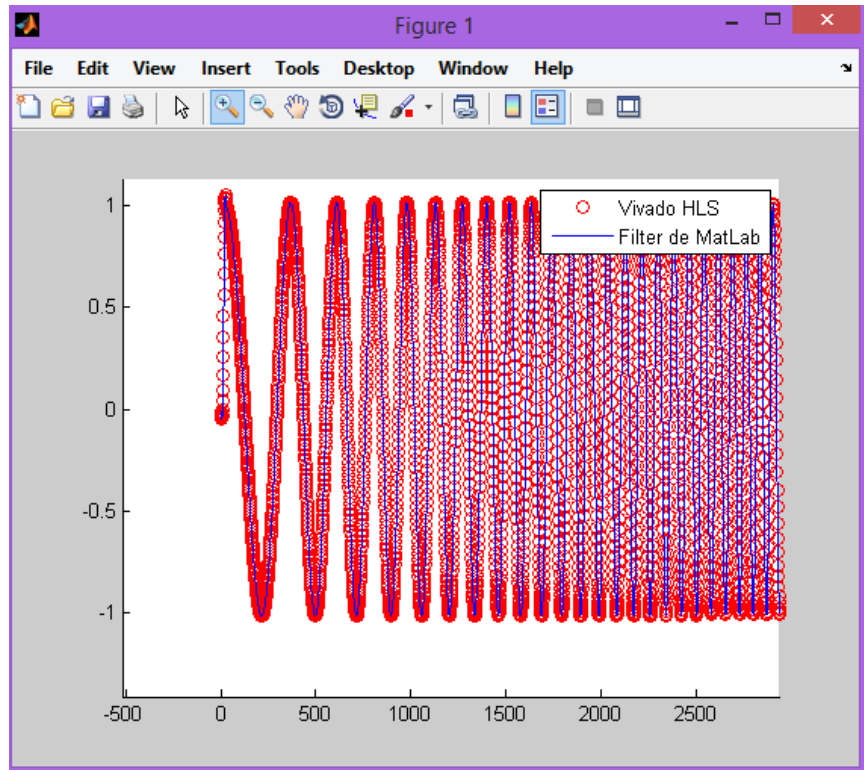 Figure 1
File Edit View Insert Tools Desktop Window Help
Vivado HLS
Filter de MatLab
1
0.5
0
-0.5
-1
-500 0 500 1000 1500 2000 2500